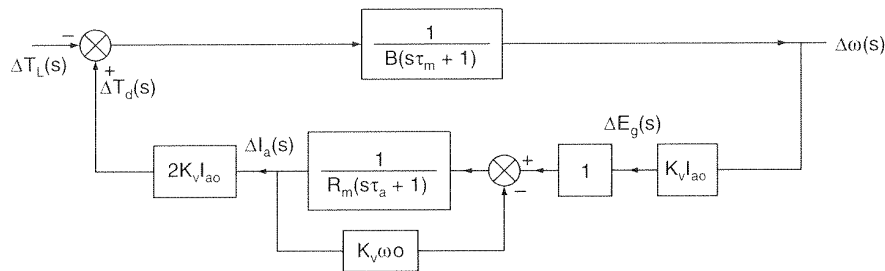 −
ΔT_L(s)
+
ΔT_d(s)
1
B(sτ_m + 1)
Δω(s)
ΔE_g(s)
ΔI_a(s)
2K_vI_ao
1
R_m(sτ_a + 1)
+
−
1
K_vI_ao
K_vωo